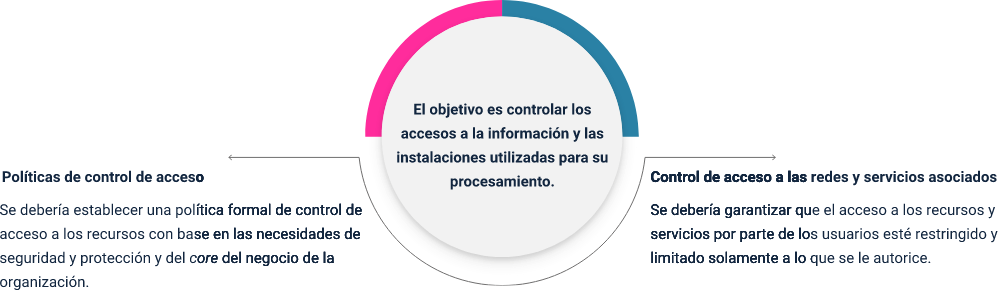 El objetivo es controlar los
accesos a la información y las
instalaciones utilizadas para su
procesamiento.
Políticas de control de acceso
Se debería establecer una política formal de control de
acceso a los recursos con base en las necesidades de
seguridad y protección y del core del negocio de la
organización.
Control de acceso a las redes y servicios asociados
Se debería garantizar que el acceso a los recursos y
servicios por parte de los usuarios esté restringido y
limitado solamente a lo que se le autorice.